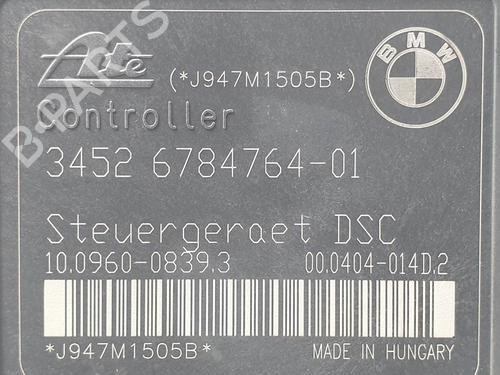 Ate
(*J947M1505B*)
BMW
Controller
B-PARTS
3452 6784764-01
Steuergeraet DSC
10.0960-0839.3
00.0404-014D.2
*J947M1505B*
MADE IN HUNGARY